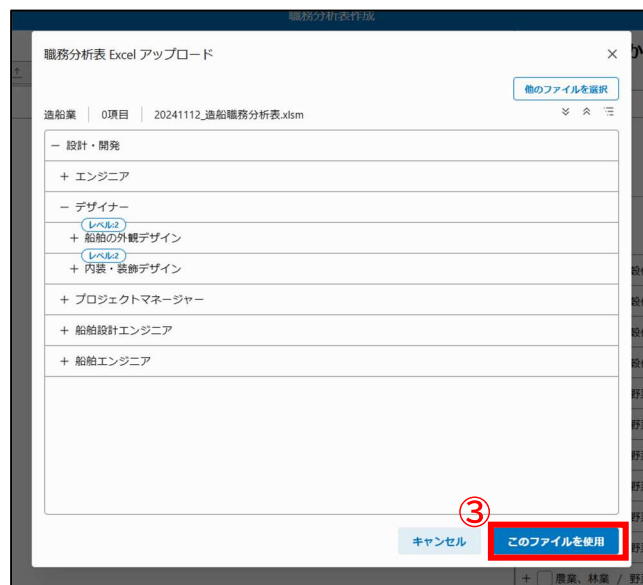 職務分析表作成
職務分析表 Excel アップロード
他のファイルを選択
造船業 0項目 20241112_造船職務分析表.xlsm
設計・開発
エンジニア
デザイナー
レベル:2
船舶の外観デザイン
レベル:2
内装・装飾デザイン
プロジェクトマネージャー
船舶設計エンジニア
船舶エンジニア
③
キャンセル このファイルを使用
農業、林業 /